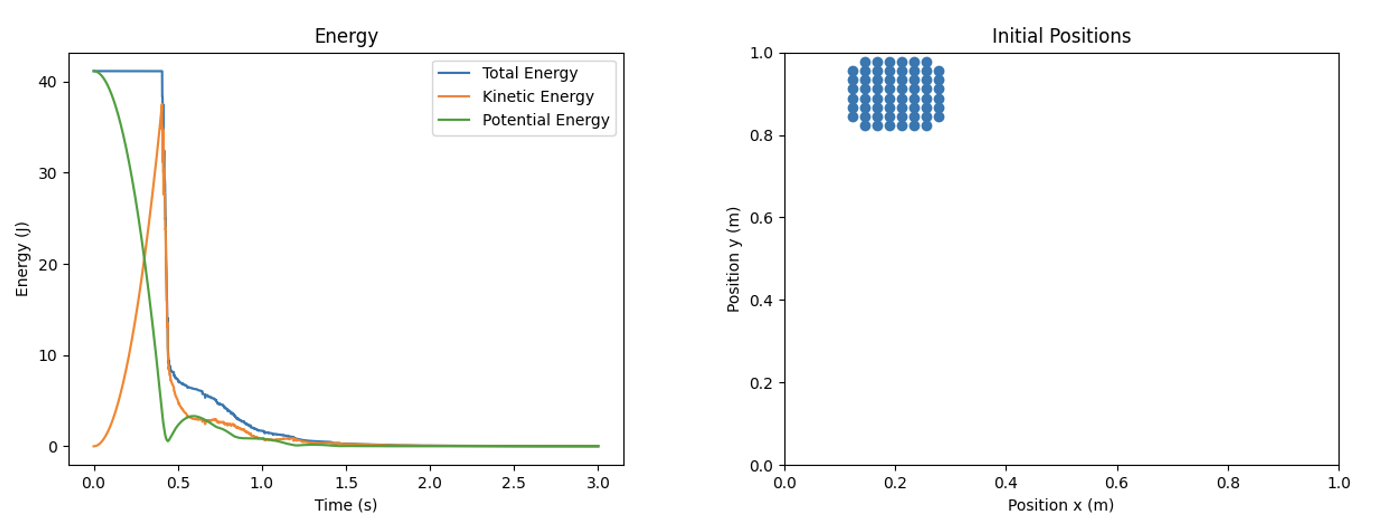 Energy
Total Energy
Kinetic Energy
Potential Energy
40
30
20
10
0
Energy (J)
0.0 0.5 1.0 1.5 2.0 2.5 3.0
Time (s)
Initial Positions
1.0
0.8
0.6
0.4
0.2
0.0
Position y (m)
0.0 0.2 0.4 0.6 0.8 1.0
Position x (m)